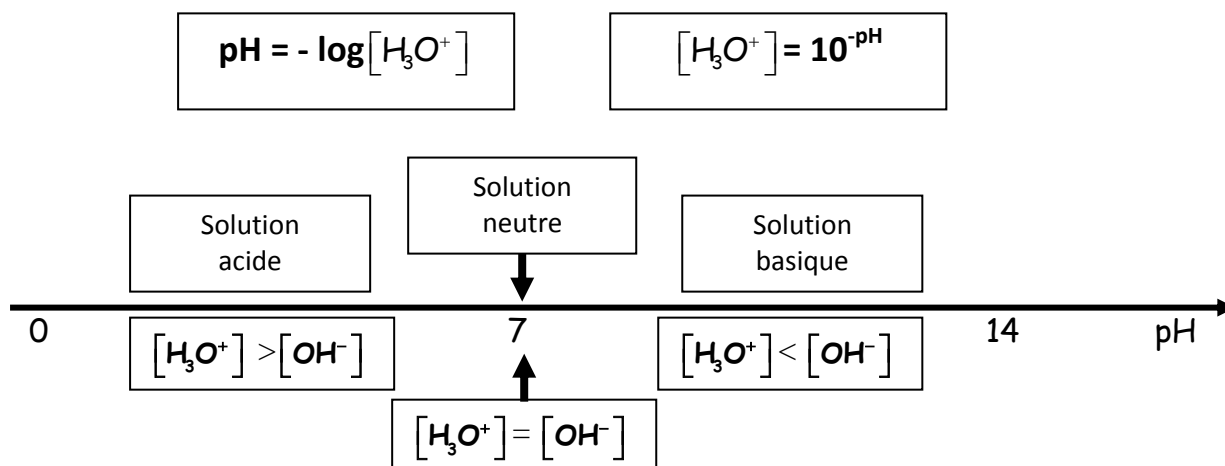 pH = - log[H₃O⁺]
[H₃O⁺] = 10⁻ᵖᴴ
Solution
neutre
Solution
acide
Solution
basique
0 7 14 pH
[H₃O⁺] > [OH⁻]
[H₃O⁺] < [OH⁻]
[H₃O⁺] = [OH⁻]